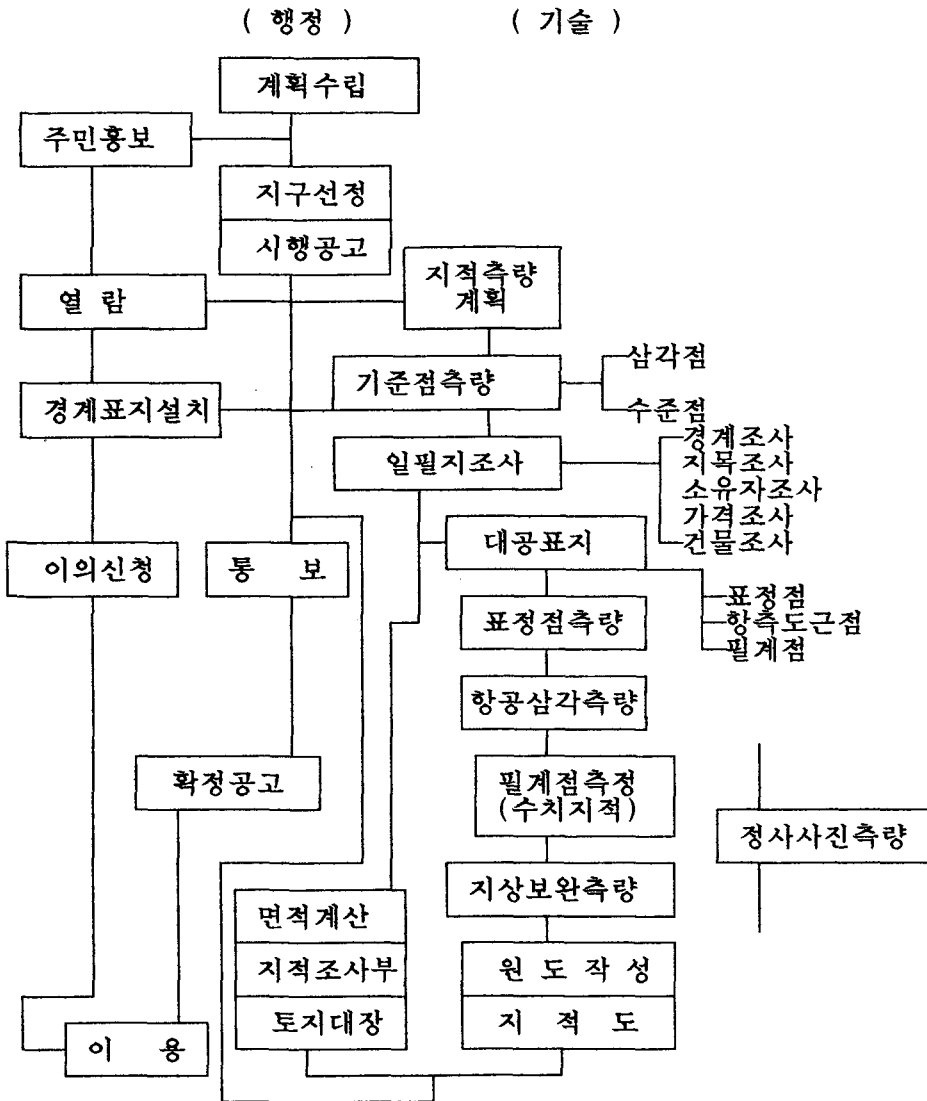 ( 행정 )
( 기술 )
계획수립
주민홍보
지구선정
시행공고
지적측량
계획
열 람
삼각점
기준점측량
경계표지설치
수준점
경계조사
일필지조사
지목조사
소유자조사
가격조사
건물조사
대공표지
이의신청
통 보
표정점
표정점측량
항측도근점
필계점
항공삼각측량
확정공고
필계점측정
(수치지적)
정사사진측량
지상보완측량
면적계산
지적조사부
원 도 작 성
토지대장
지 적 도
이 용